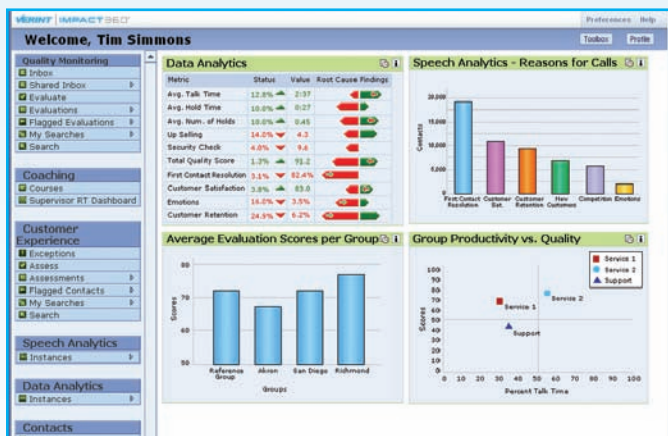 VERINT | IMPACT 360°
Preferences Help
Welcome, Tim Simmons
Toolbox Profile
Quality Monitoring
Inbox
Shared Inbox
Evaluate
Evaluations
Flagged Evaluations
My Searches
Search
Coaching
Courses
Supervisor RT Dashboard
Customer
Experience
Exceptions
Assess
Assessments
Flagged Contacts
My Searches
Search
Speech Analytics
Instances
Data Analytics
Instances
Contacts
Data Analytics
Metric Status Value Root Cause Findings
Avg. Talk Time 12.8% 2:37
Avg. Hold Time 10.0% 0:27
Avg. Num. of Holds 10.0% 0.45
Up Selling 14.0% 4.3
Security Check 4.0% 9.6
Total Quality Score 1.3% 91.2
First Contact Resolution 3.1% 82.4%
Customer Satisfaction 3.8% 83.0
Emotions 16.0% 3.5%
Customer Retention 24.9% 6.2%
Speech Analytics - Reasons for Calls
Contacts
20,000
15,000
10,000
5,000
0
First Contact
Resolution
Customer
Sat.
Customer
Retention
New
Customers
Competition
Emotions
Average Evaluation Scores per Group
Scores
80
70
60
50
Reference
Group
Akron
San Diego
Richmond
Groups
Group Productivity vs. Quality
Service 1
Service 2
Support
Scores
100
90
80
70
60
50
40
30
20
10
0
Service 1
Service 2
Support
0 10 20 30 40 50 60 70 80 90 100
Percent Talk Time